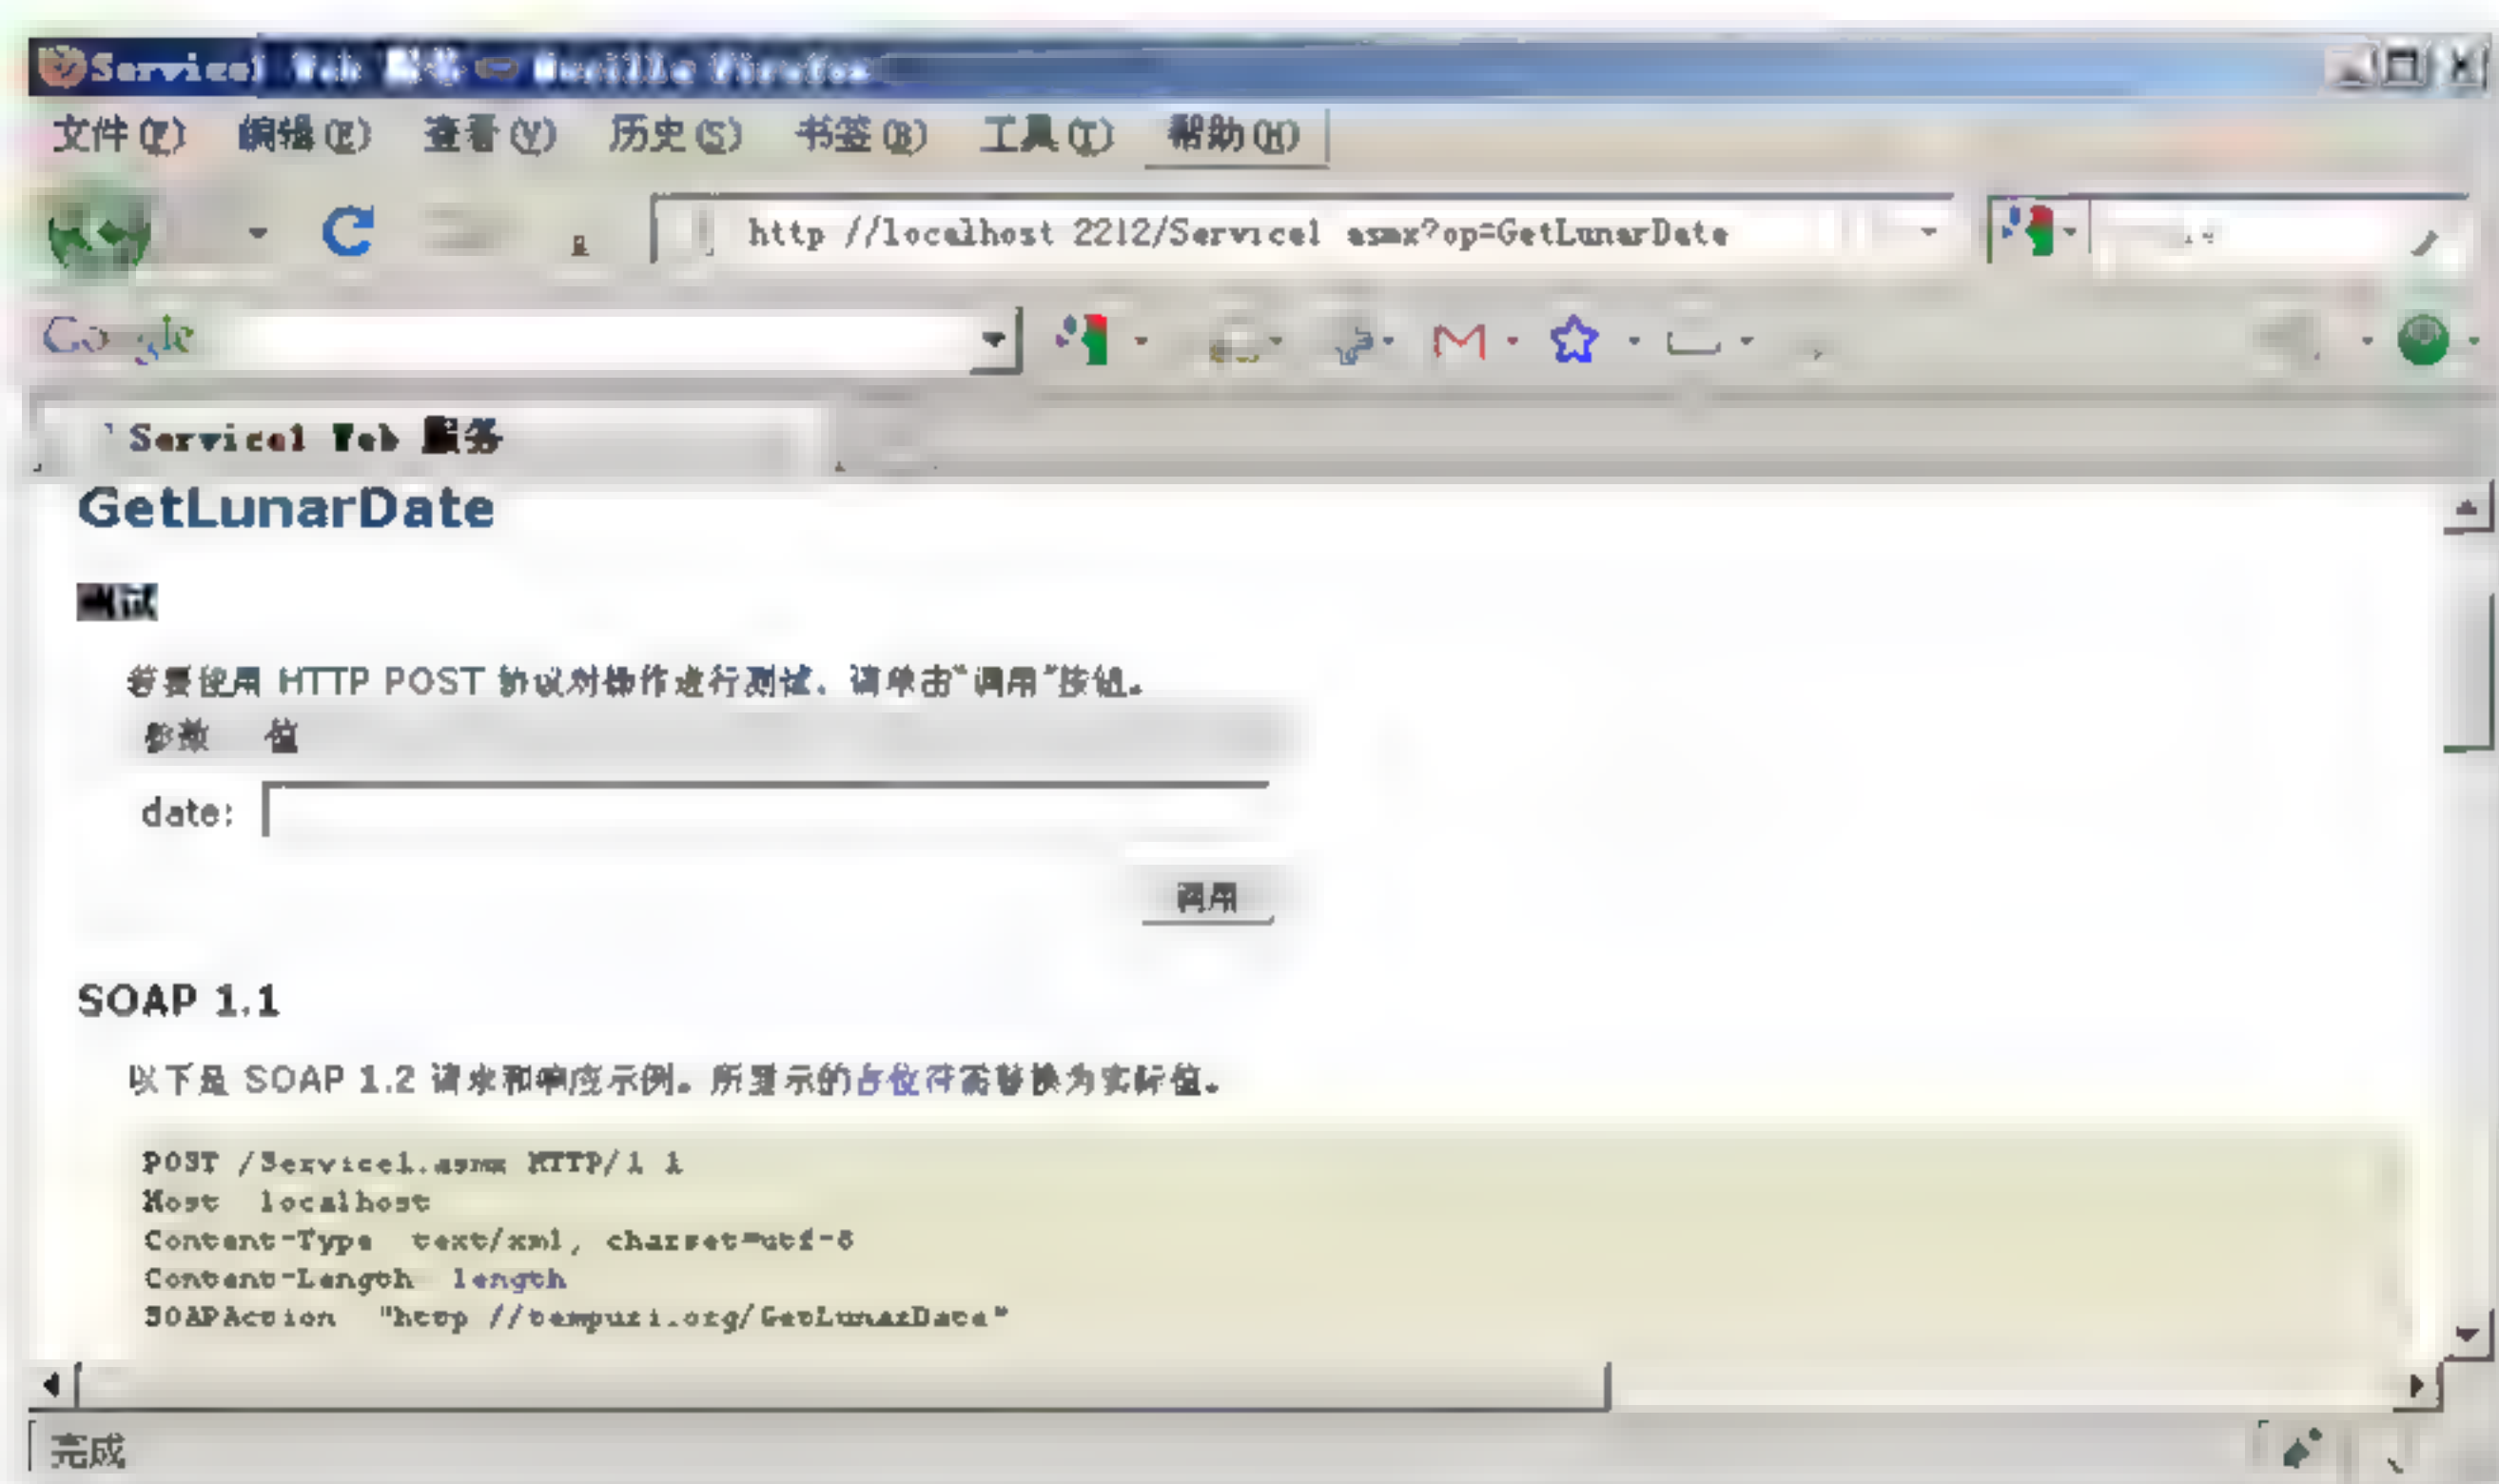 Service1 Web 服务 - Mozilla Firefox
文件(F) 编辑(E) 查看(V) 历史(S) 书签(B) 工具(T) 帮助(H)
http //localhost 2212/Service1 asmx?op=GetLunarDate
Google
Service1 Web 服务
GetLunarDate
测试
若要使用 HTTP POST 协议对操作进行测试，请单击“调用”按钮。
参数 值
date:
调用
SOAP 1.1
以下是 SOAP 1.2 请求和响应示例。所显示的占位符需替换为实际值。
POST /Service1.asmx HTTP/1 1
Host localhost
Content-Type text/xml, charset=utf-8
Content-Length length
SOAPAction "http //tempuri.org/GetLunarDate"
完成